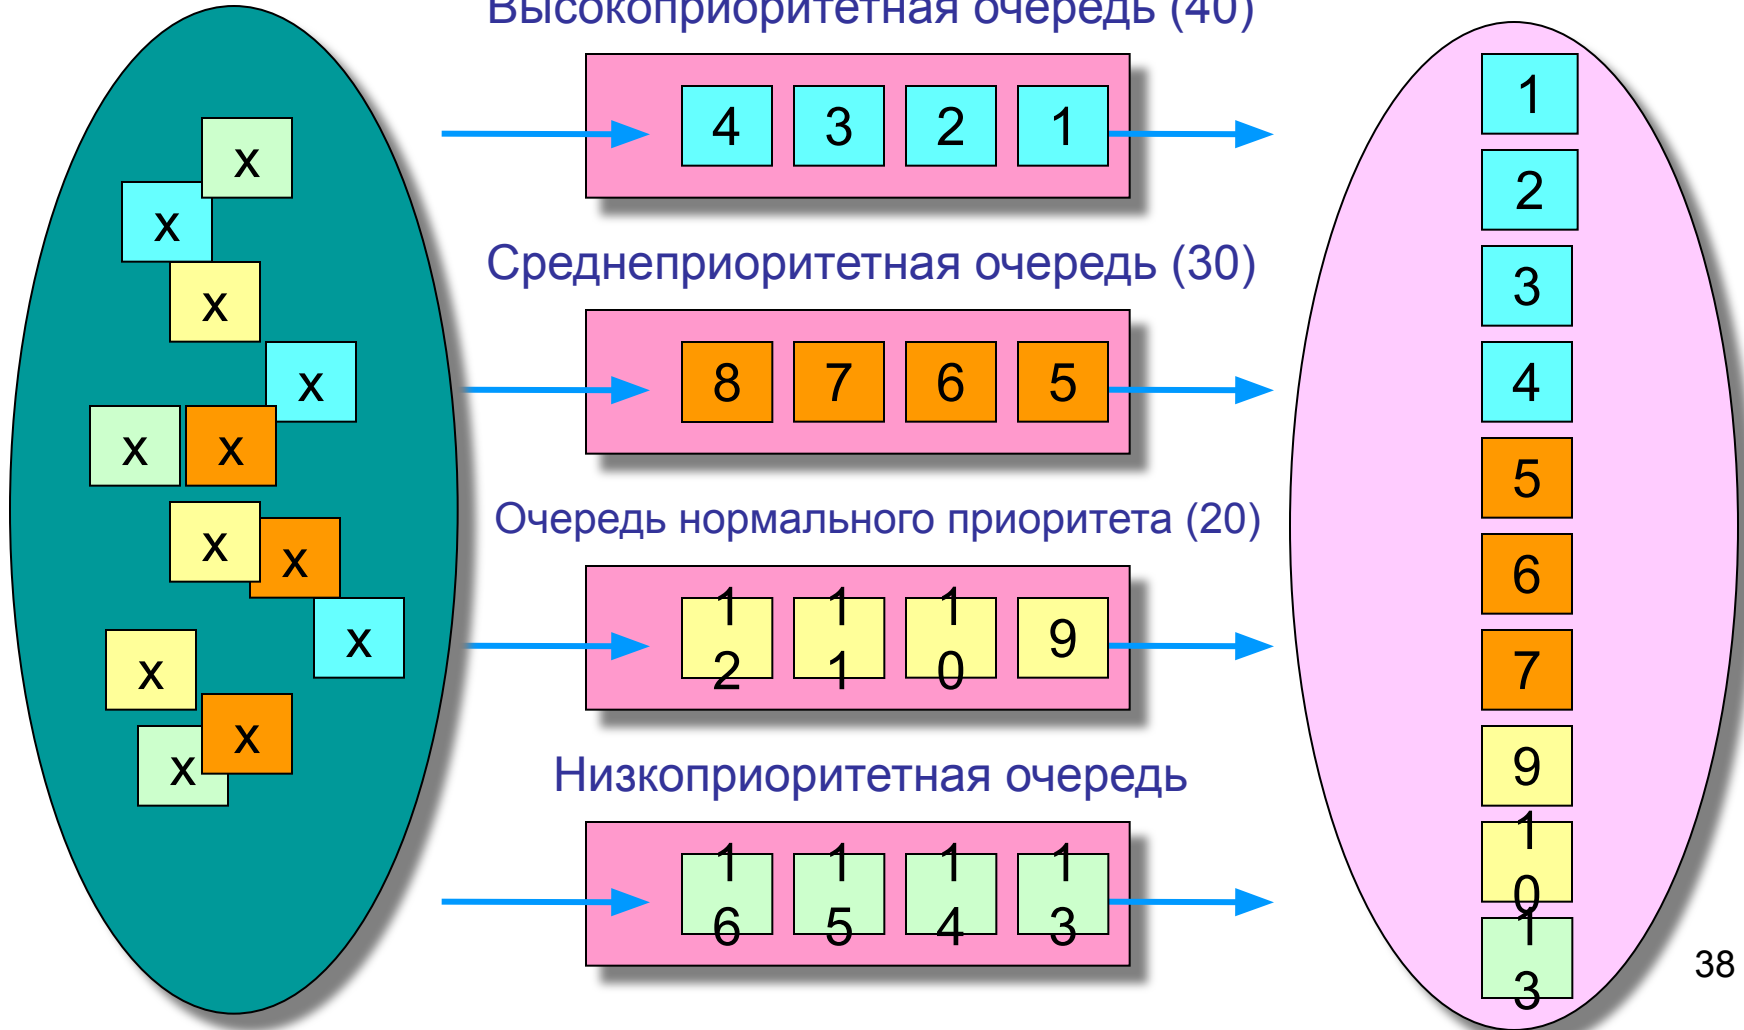 Высокоприоритетная очередь (40)
4 3 2 1
Среднеприоритетная очередь (30)
8 7 6 5
Очередь нормального приоритета (20)
12 11 10 9
Низкоприоритетная очередь
16 15 14 13
x
x
x
x
x x
x
x
x
x
x
x
1
2
3
4
5
6
7
9
10
13
38